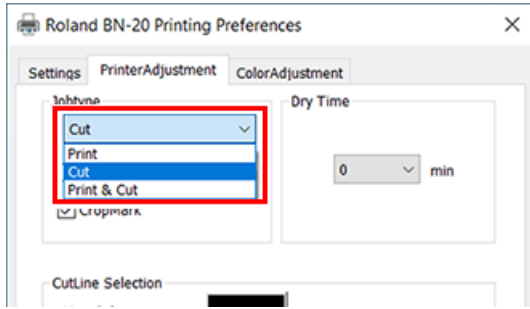 Roland BN-20 Printing Preferences
Settings PrinterAdjustment ColorAdjustment
Jobtype Dry Time
Cut
Print
Cut 0 min
Print & Cut
CropMark
CutLine Selection